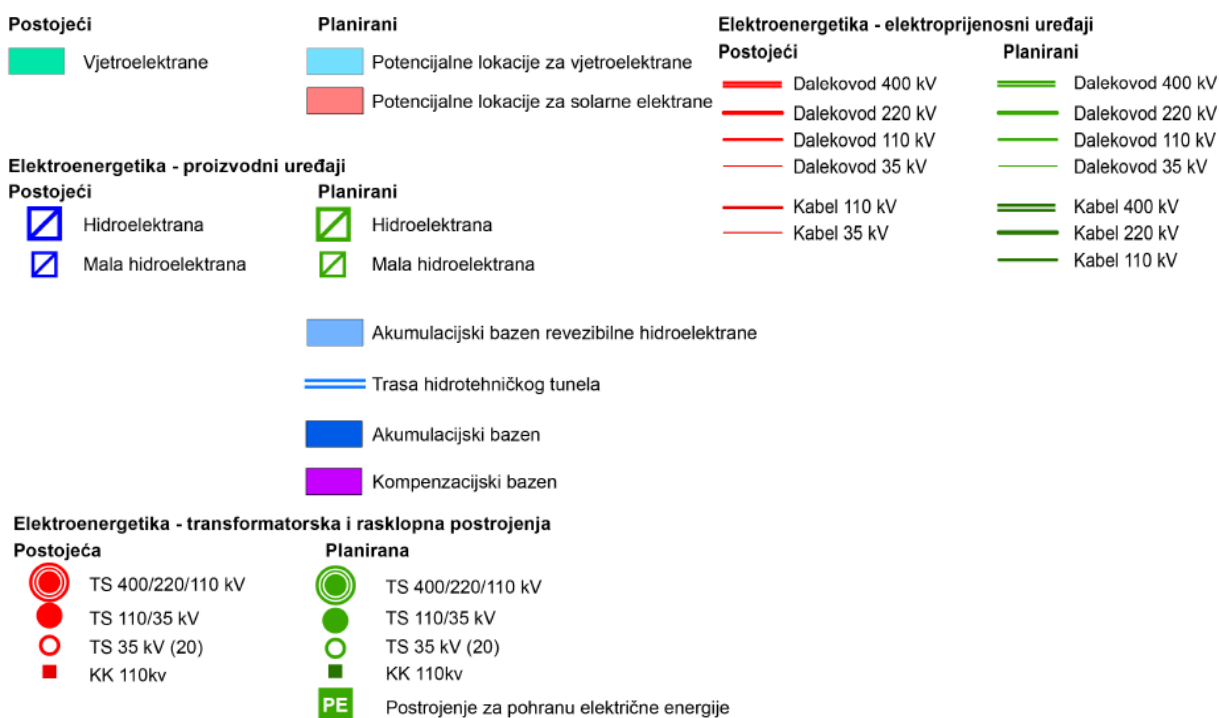 Postojeći
Vjetroelektrane
Planirani
Potencijalne lokacije za vjetroelektrane
Potencijalne lokacije za solarne elektrane
Elektroenergetika - proizvodni uređaji
Postojeći
Hidroelektrana
Mala hidroelektrana
Planirani
Hidroelektrana
Mala hidroelektrana
Akumulacijski bazen revezibilne hidroelektrane
Trasa hidrotehničkog tunela
Akumulacijski bazen
Kompenzacijski bazen
Elektroenergetika - transformatorska i rasklopna postrojenja
Postojeća
TS 400/220/110 kV
TS 110/35 kV
TS 35 kV (20)
KK 110kv
Planirana
TS 400/220/110 kV
TS 110/35 kV
TS 35 kV (20)
KK 110kv
PE Postrojenje za pohranu električne energije
Elektroenergetika - elektroprijenosni uređaji
Postojeći
Dalekovod 400 kV
Dalekovod 220 kV
Dalekovod 110 kV
Dalekovod 35 kV
Kabel 110 kV
Kabel 35 kV
Planirani
Dalekovod 400 kV
Dalekovod 220 kV
Dalekovod 110 kV
Dalekovod 35 kV
Kabel 400 kV
Kabel 220 kV
Kabel 110 kV